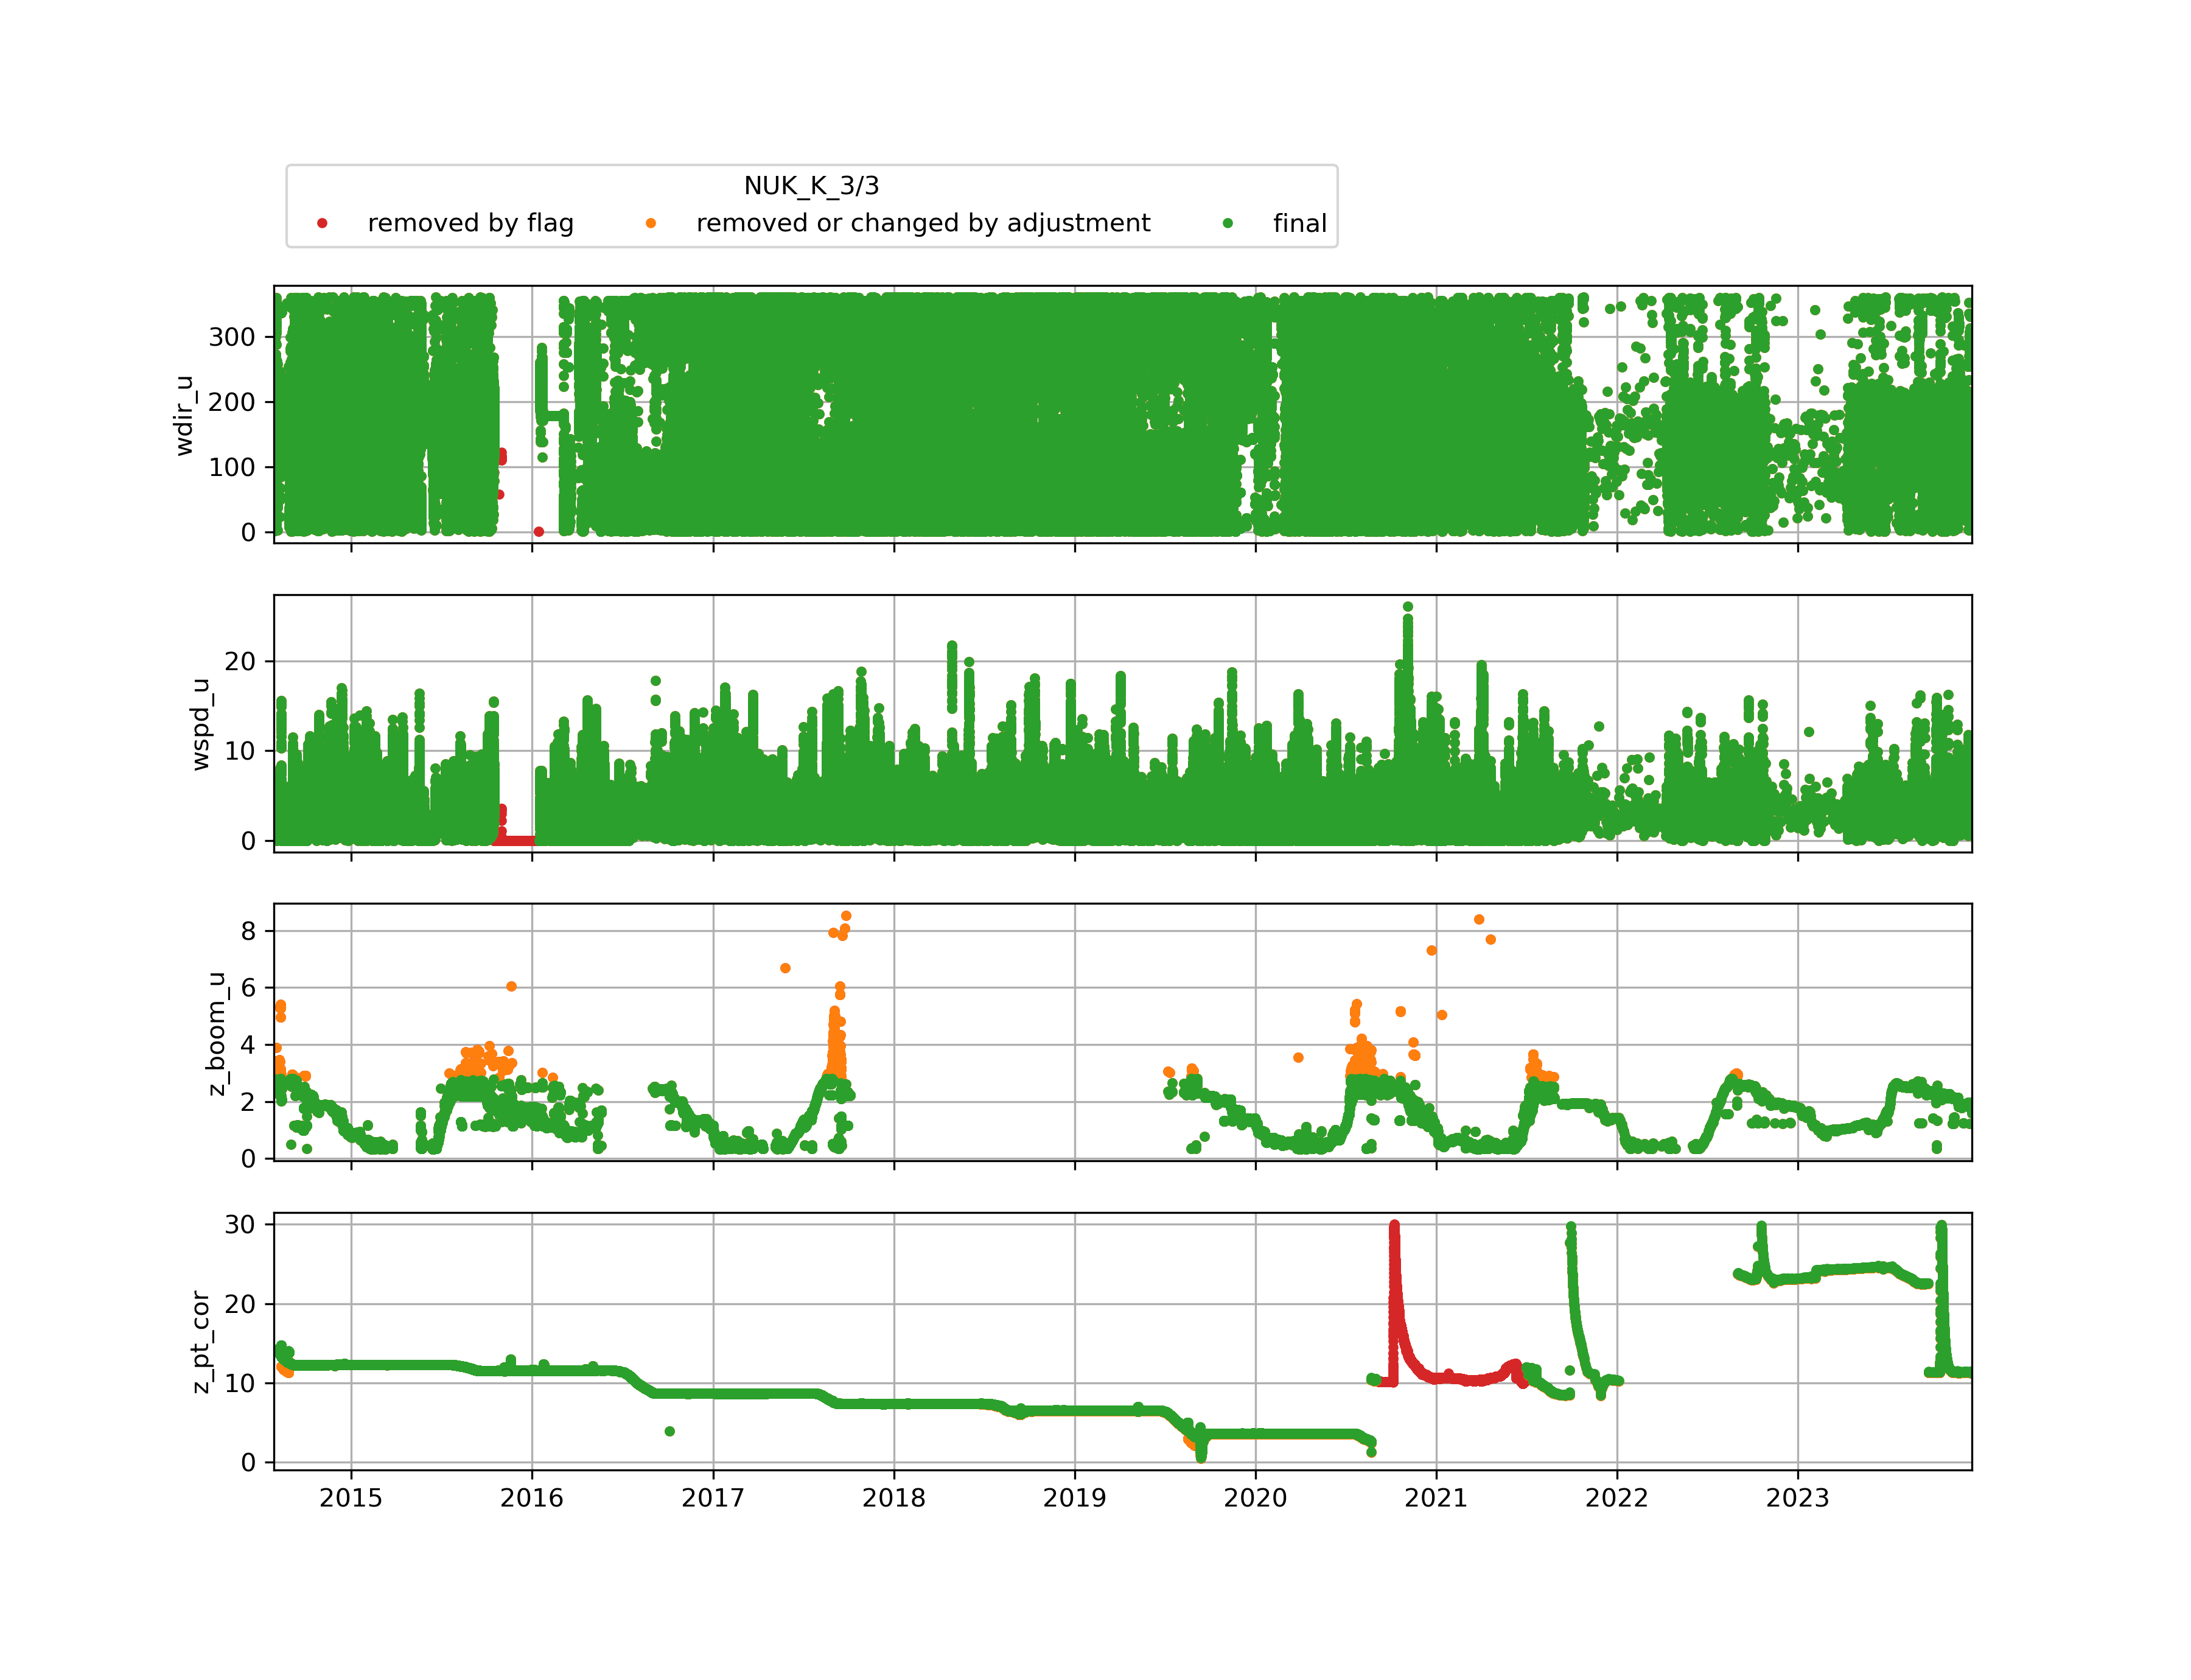 NUK_K_3/3
removed by flag removed or changed by adjustment final
wdir_u
300
200
100
0
wspd_u
20
10
0
z_boom_u
8
6
4
2
0
z_pt_cor
30
20
10
0
2015 2016 2017 2018 2019 2020 2021 2022 2023